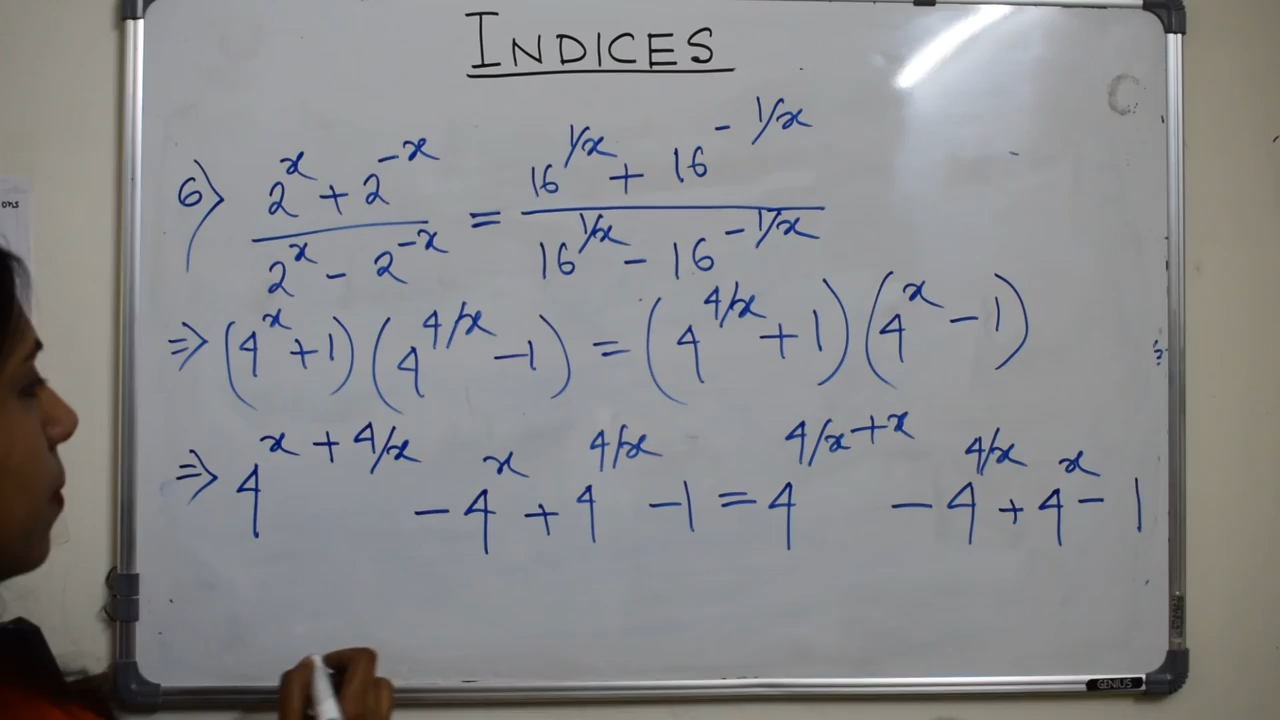 INDICES
6) (2^x + 2^-x)/(2^x - 2^-x) = (16^1/x + 16^-1/x)/(16^1/x - 16^-1/x)
⇒ (4^x + 1)(4^4/x - 1) = (4^4/x + 1)(4^x - 1)
⇒ 4^x + 4/x - 4^x + 4^4/x - 1 = 4^4/x + x - 4^4/x + 4^x - 1
ons
GENIUS